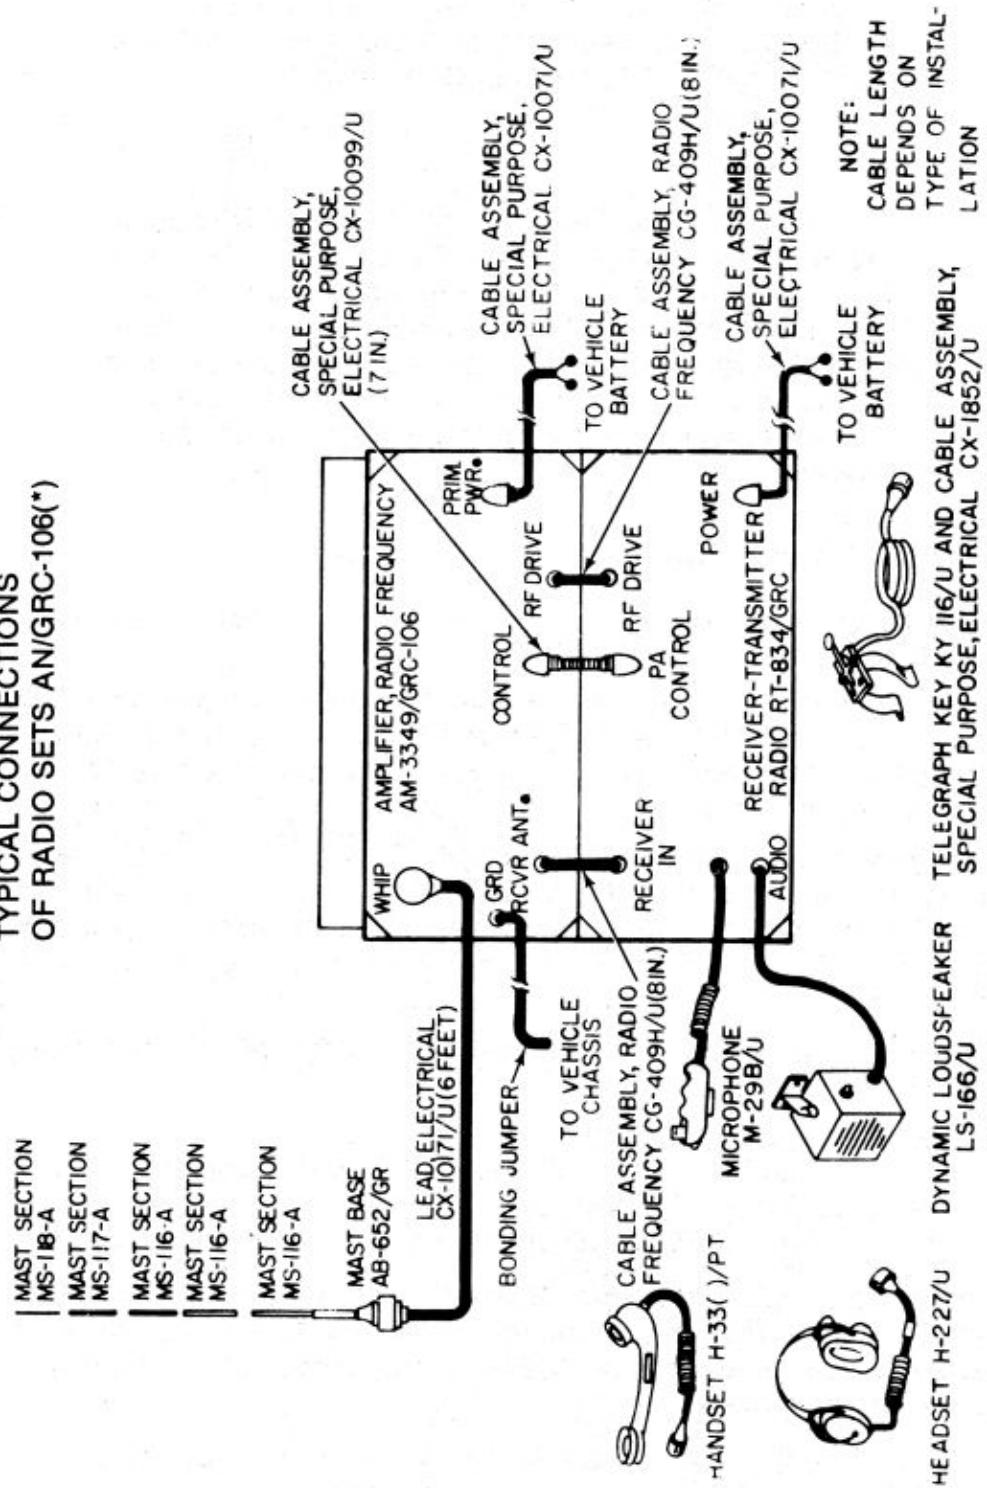 TYPICAL CONNECTIONS
OF RADIO SETS AN/GRC-106(*)
MAST SECTION
MS-118-A
MAST SECTION
MS-117-A
MAST SECTION
MS-116-A
MAST SECTION
MS-116-A
MAST SECTION
MS-116-A
MAST BASE
AB-652/GR
LEAD, ELECTRICAL
CX-10171/U(6 FEET)
BONDING JUMPER
TO VEHICLE
CHASSIS
CABLE ASSEMBLY, RADIO
FREQUENCY CG-409H/U(8IN.)
WHIP
AMPLIFIER, RADIO FREQUENCY
AM-3349/GRC-106
GRD
RCVR ANT.
CONTROL
RF DRIVE
PRIM.
PWR.
RECEIVER
IN
PA
CONTROL
RF DRIVE
POWER
AUDIO
RECEIVER-TRANSMITTER
RADIO RT-834/GRC
CABLE ASSEMBLY,
SPECIAL PURPOSE,
ELECTRICAL CX-10099/U
(7 IN.)
CABLE ASSEMBLY,
SPECIAL PURPOSE,
ELECTRICAL CX-10071/U
TO VEHICLE
BATTERY
CABLE ASSEMBLY, RADIO
FREQUENCY CG-409H/U(8IN.)
CABLE ASSEMBLY,
SPECIAL PURPOSE,
ELECTRICAL CX-10071/U
TO VEHICLE
BATTERY
NOTE:
CABLE LENGTH
DEPENDS ON
TYPE OF INSTAL-
LATION
HANDSET H-33( )/PT
MICROPHONE
M-29B/U
HEADSET H-227/U
DYNAMIC LOUDSPEAKER
LS-166/U
TELEGRAPH KEY KY 116/U AND CABLE ASSEMBLY,
SPECIAL PURPOSE, ELECTRICAL CX-1852/U